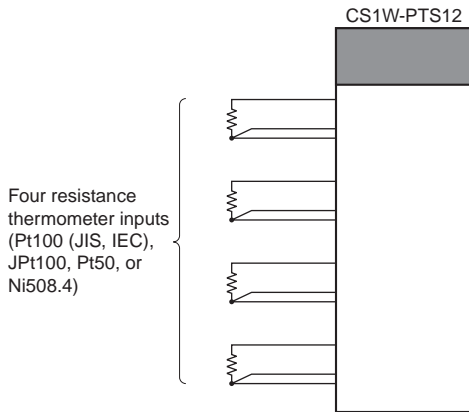 CS1W-PTS12
Four resistance
thermometer inputs
(Pt100 (JIS, IEC),
JPt100, Pt50, or
Ni508.4)